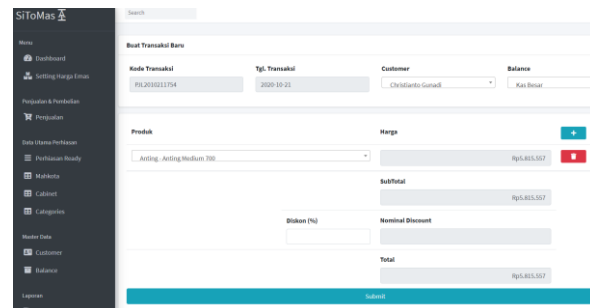 SiToMas
Search
Menu
Dashboard
Setting Harga Emas
Penjualan & Pembelian
Penjualan
Data Utama Perhiasan
Perhiasan Ready
Mahkota
Cabinet
Categories
Master Data
Customer
Balance
Laporan
Buat Transaksi Baru
Kode Transaksi
Tgl. Transaksi
Customer
Balance
PJL2010211754
2020-10-21
Christianto Gunadi
Kas Besar
Produk
Harga
+
Anting - Anting Medium 700
Rp5.615.557
SubTotal
Rp5.615.557
Diskon (%)
Nominal Discount
Total
Rp5.615.557
Submit